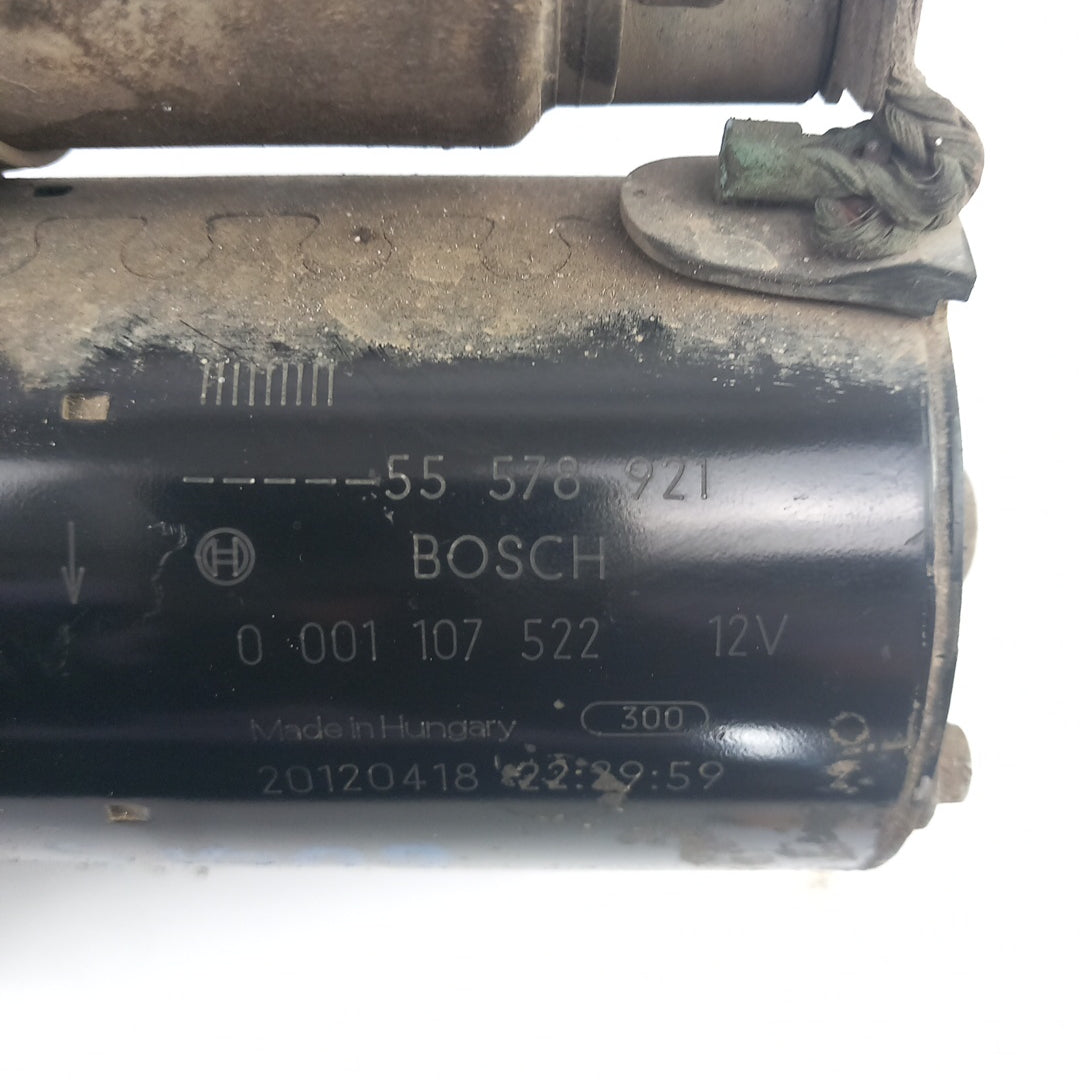 -----55 578 921
BOSCH
0 001 107 522 12V
Made in Hungary 300
20120418 22:29:59